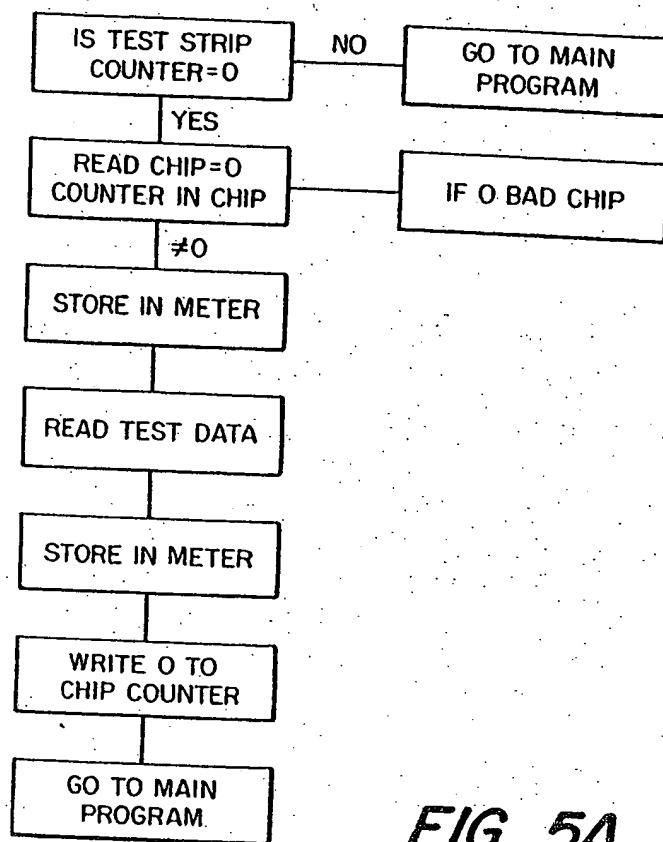 IS TEST STRIP
COUNTER=0
NO
GO TO MAIN
PROGRAM
YES
READ CHIP=0
COUNTER IN CHIP
IF 0 BAD CHIP
≠0
STORE IN METER
READ TEST DATA
STORE IN METER
WRITE 0 TO
CHIP COUNTER
GO TO MAIN
PROGRAM
FIG. 5A